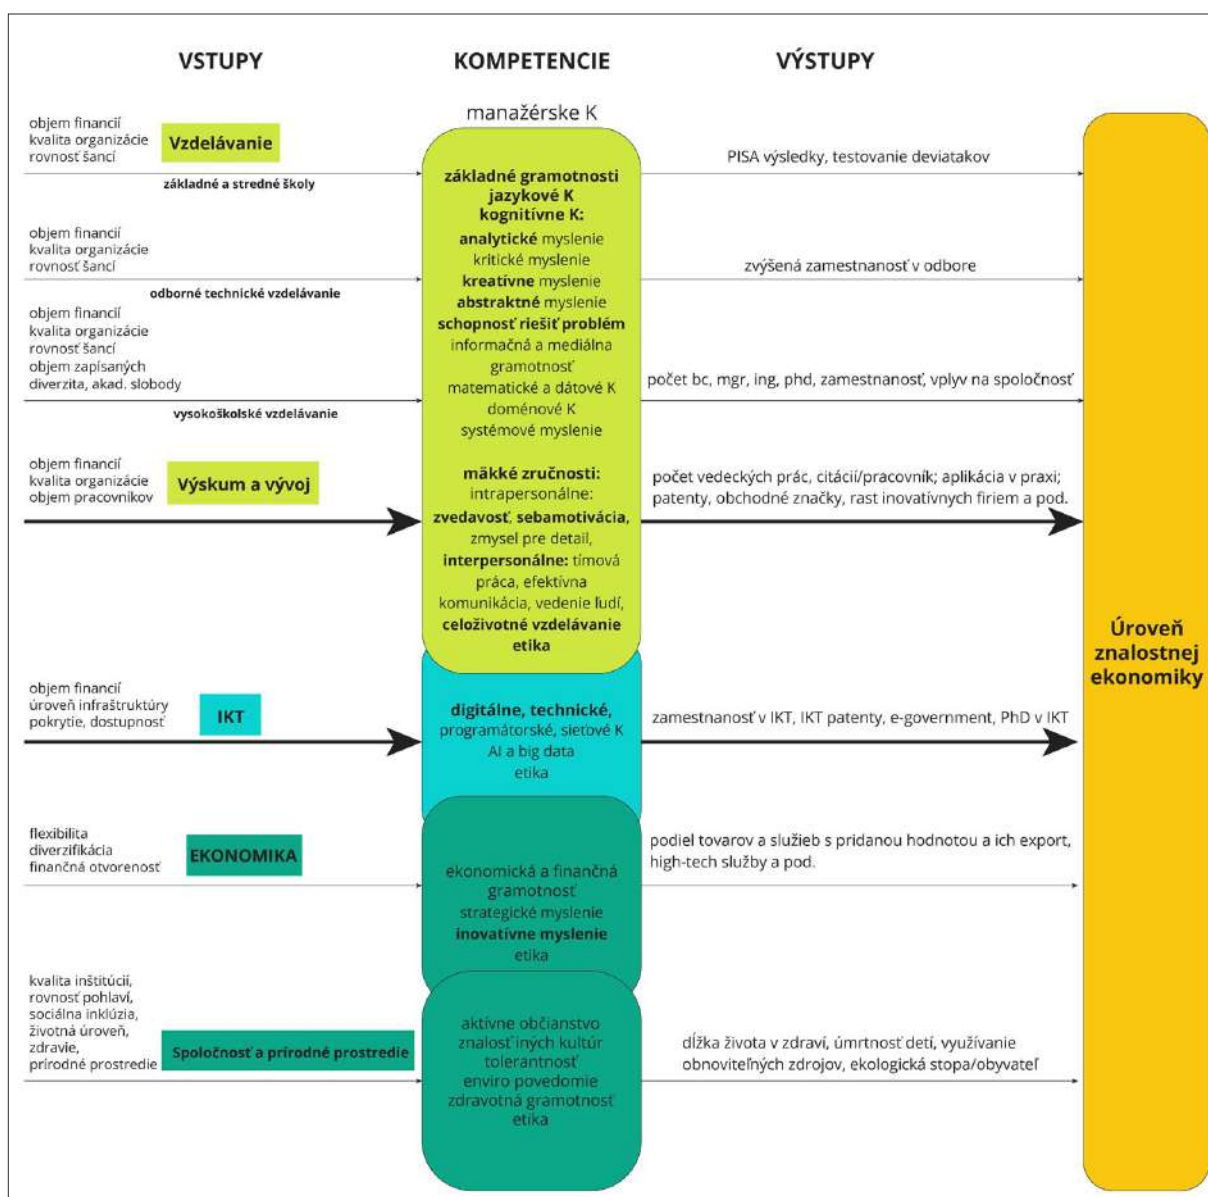 VSTUPY
KOMPETENCIE
VÝSTUPY
manažérske K
objem financií
kvalita organizácie
rovnosť šancí
Vzdelávanie
základné a stredné školy
objem financií
kvalita organizácie
rovnosť šancí
odborné technické vzdelávanie
objem financií
kvalita organizácie
rovnosť šancí
objem zapísaných
diverzita, akad. slobody
vysokoškolské vzdelávanie
objem financií
kvalita organizácie
objem pracovníkov
Výskum a vývoj
objem financií
úroveň infraštruktúry
pokrytie, dostupnosť
IKT
flexibilita
diverzifikácia
finančná otvorenosť
EKONOMIKA
kvalita inštitúcií,
rovnosť pohlaví,
sociálna inklúzia,
životná úroveň,
zdravie,
prírodné prostredie
Spoločnosť a prírodné prostredie
základné gramotnosti
jazykové K
kognitívne K:
analytické myslenie
kritické myslenie
kreatívne myslenie
abstraktné myslenie
schopnosť riešiť problém
informačná a mediálna
gramotnosť
matematické a dátové K
doménové K
systémové myslenie
mäkké zručnosti:
intrapersonálne:
zvedavosť, sebamotivácia,
zmysel pre detail,
interpersonálne: tímová
práca, efektívna
komunikácia, vedenie ľudí,
celoživotné vzdelávanie
etika
digitálne, technické,
programátorské, sieťové K
AI a big data
etika
ekonomická a finančná
gramotnosť
strategické myslenie
inovatívne myslenie
etika
aktívne občianstvo
znalosť iných kultúr
tolerantnosť
enviro povedomie
zdravotná gramotnosť
etika
PISA výsledky, testovanie deviatakov
zvýšená zamestnanosť v odbore
počet bc, mgr, ing, phd, zamestnanosť, vplyv na spoločnosť
počet vedeckých prác, citácií/pracovník; aplikácia v praxi;
patenty, obchodné značky, rast inovatívnych firiem a pod.
zamestnanosť v IKT, IKT patenty, e-government, PhD v IKT
podiel tovarov a služieb s pridanou hodnotou a ich export,
high-tech služby a pod.
dĺžka života v zdraví, úmrtnosť detí, využívanie
obnoviteľných zdrojov, ekologická stopa/obyvateľ
Úroveň
znalostnej
ekonomiky